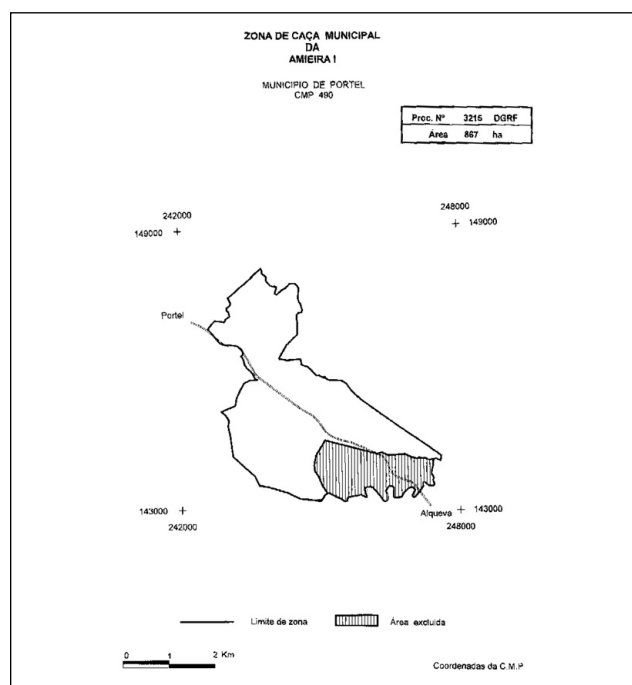 ZONA DE CAÇA MUNICIPAL
DA
AMIEIRA I
MUNICIPIO DE PORTEL
CMP 490
Proc. Nº 3215 DGRF
Área 867 ha
242000
149000
248000
149000
Portel
143000
242000
Alqueva
143000
248000
Limite de zona
Área excluida
0 1 2 Km
Coordenadas da C.M.P